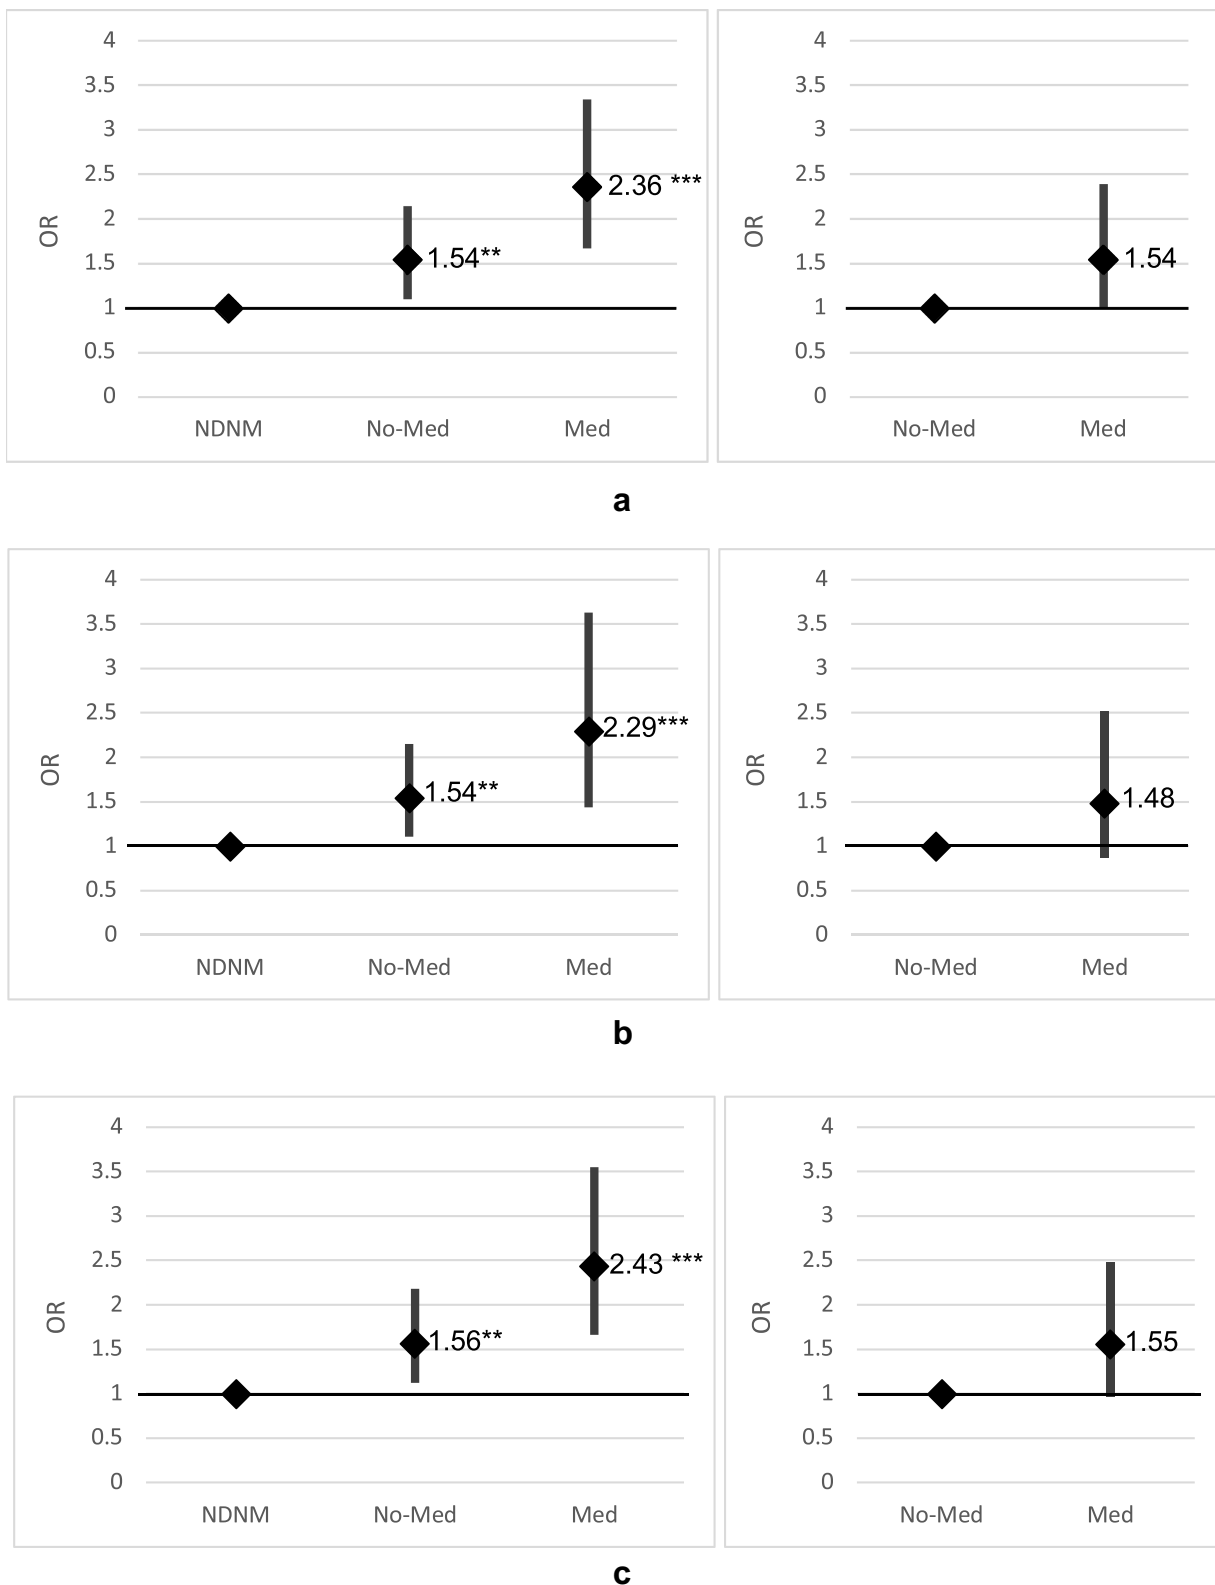 4 4
3.5 3.5
3 3
2.5 2.5
2.36 ***
2 2
OR OR
1.5 1.54** 1.5 1.54
1 1
0.5 0.5
0 0
NDNM No-Med Med No-Med Med
a
4 4
3.5 3.5
3 3
2.5 2.5
2.29***
2 2
OR OR
1.5 1.54** 1.5 1.48
1 1
0.5 0.5
0 0
NDNM No-Med Med No-Med Med
b
4 4
3.5 3.5
3 3
2.5 2.43 *** 2.5
2 2
OR OR
1.5 1.56** 1.5 1.55
1 1
0.5 0.5
0 0
NDNM No-Med Med No-Med Med
c